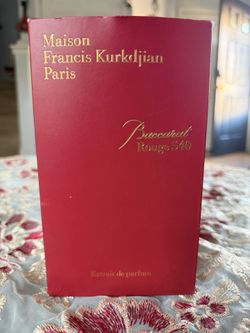 Maison
Francis Kurkdjian
Paris
Baccarat
Rouge 540
Extrait de parfum